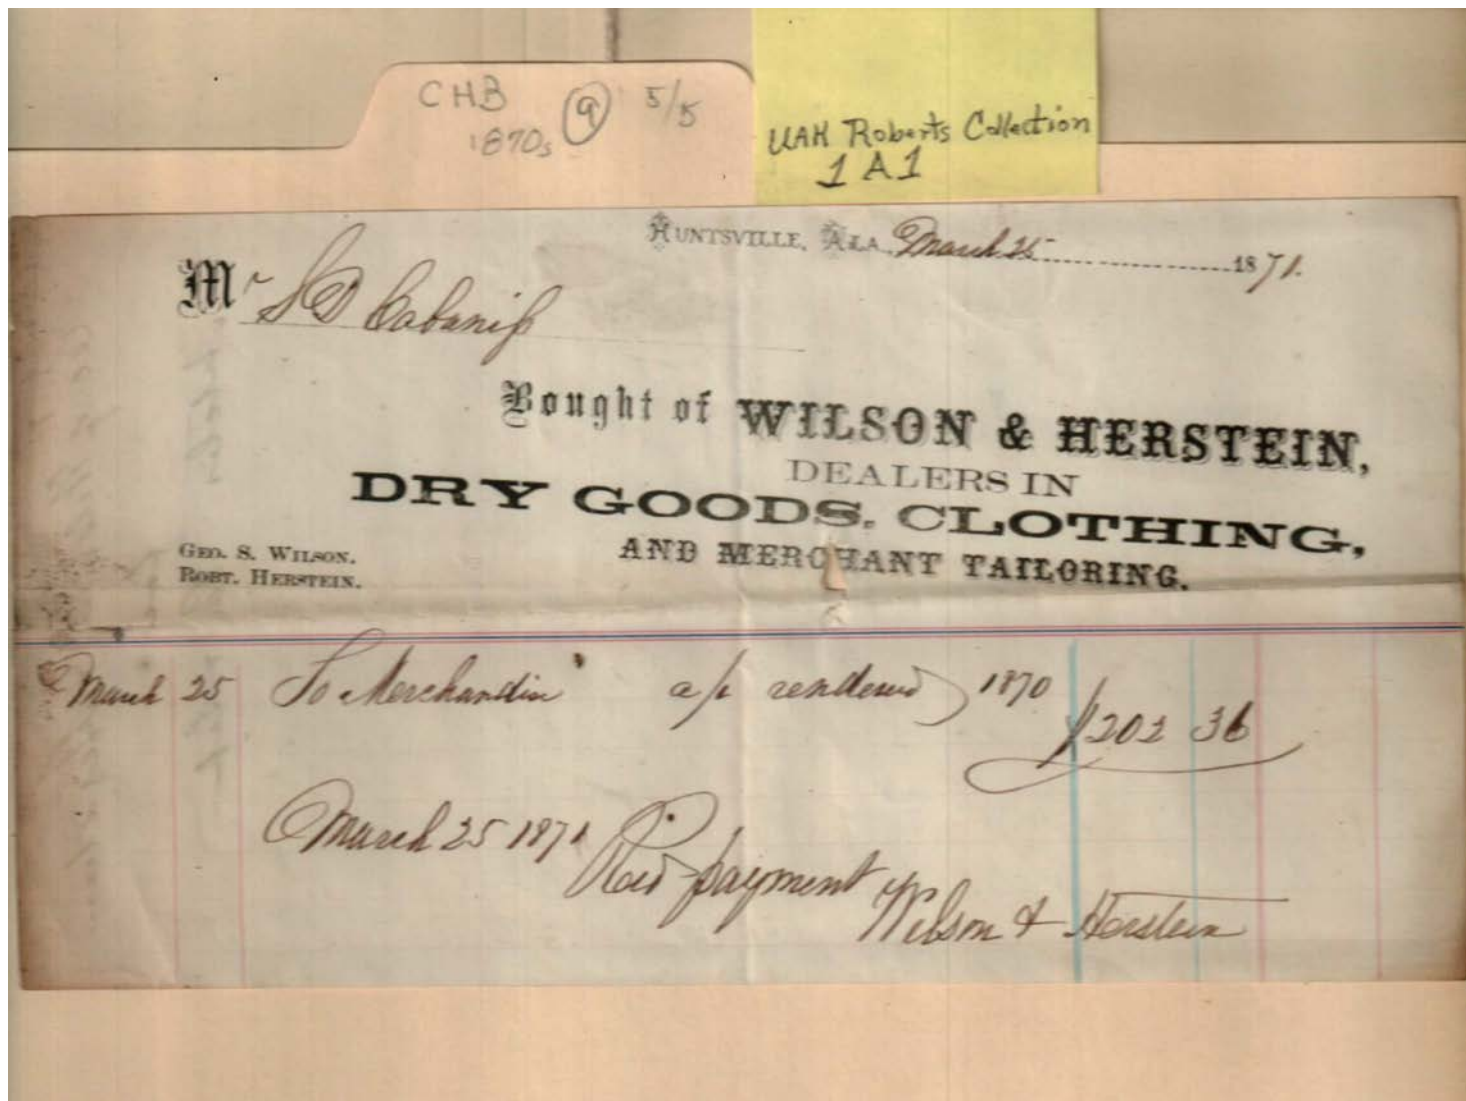 CHB 9 5/5
1870s
UAH Roberts Collection
1A1
HUNTSVILLE, ALA. March 25 1871.
Mr S D Cabaniss
Bought of WILSON & HERSTEIN,
DEALERS IN
DRY GOODS, CLOTHING,
AND MERCHANT TAILORING.
GEO. S. WILSON.
ROBT. HERSTEIN.
March 25 To Merchandise a/c rendered 1870 $202 36
March 25 1871 Recd payment
Wilson & Herstein